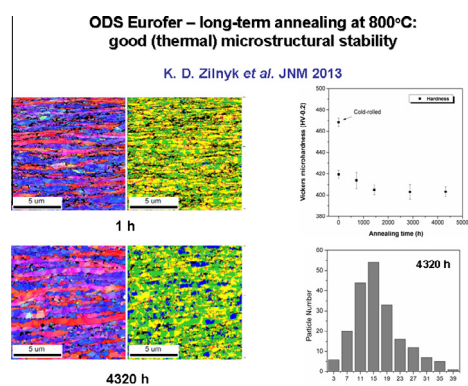 ODS Eurofer – long-term annealing at 800ºC:
good (thermal) microstructural stability
K. D. Zilnyk et al. JNM 2013
5 um
5 um
1 h
5 um
5 um
4320 h
Vickers microhardness (HV-0.2)
500
480
460
440
420
400
380
Hardness
Cold-rolled
0 1000 2000 3000 4000 5000
Annealing time (h)
Particle Number
60
50
40
30
20
10
0
4320 h
3 7 11 15 19 23 27 31 35 39